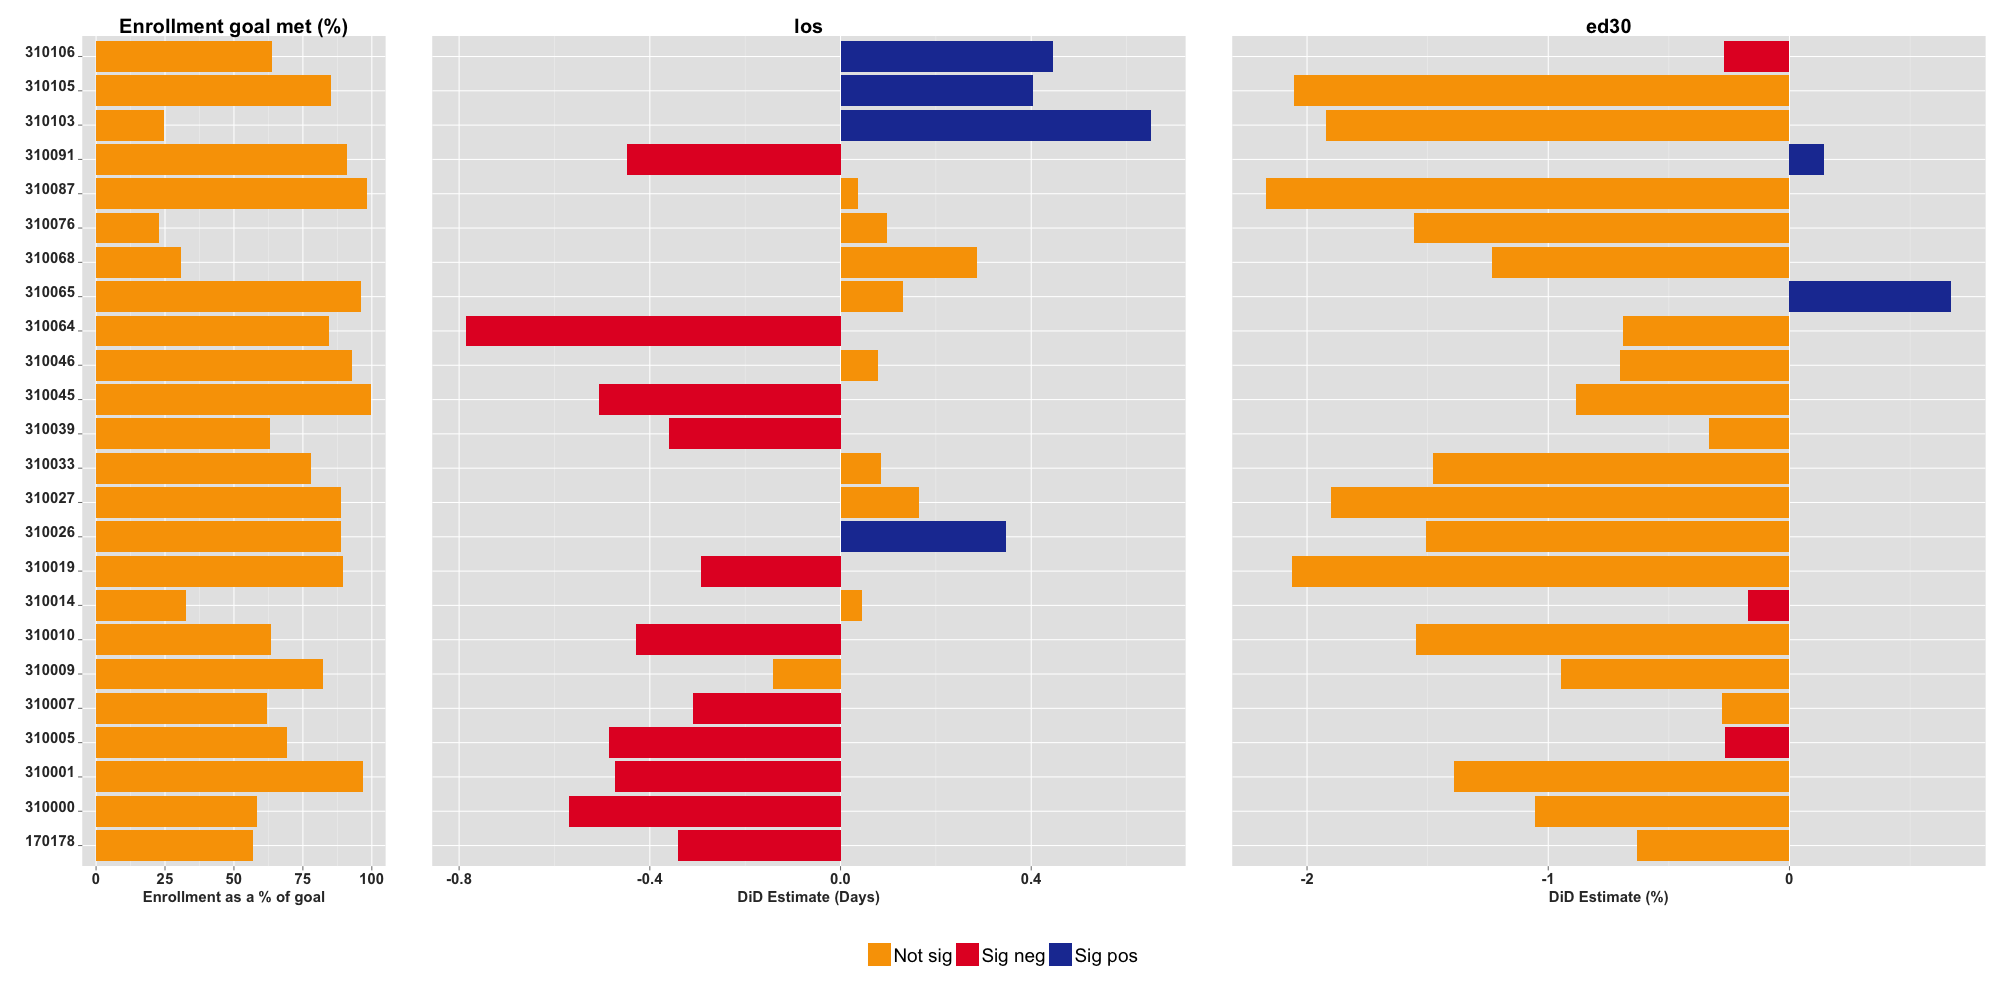 Enrollment goal met (%)
los
ed30
310106
310105
310103
310091
310087
310076
310068
310065
310064
310046
310045
310039
310033
310027
310026
310019
310014
310010
310009
310007
310005
310001
310000
170178
0 25 50 75 100
-0.8 -0.4 0.0 0.4
-2 -1 0
Enrollment as a % of goal
DiD Estimate (Days)
DiD Estimate (%)
Not sig Sig neg Sig pos